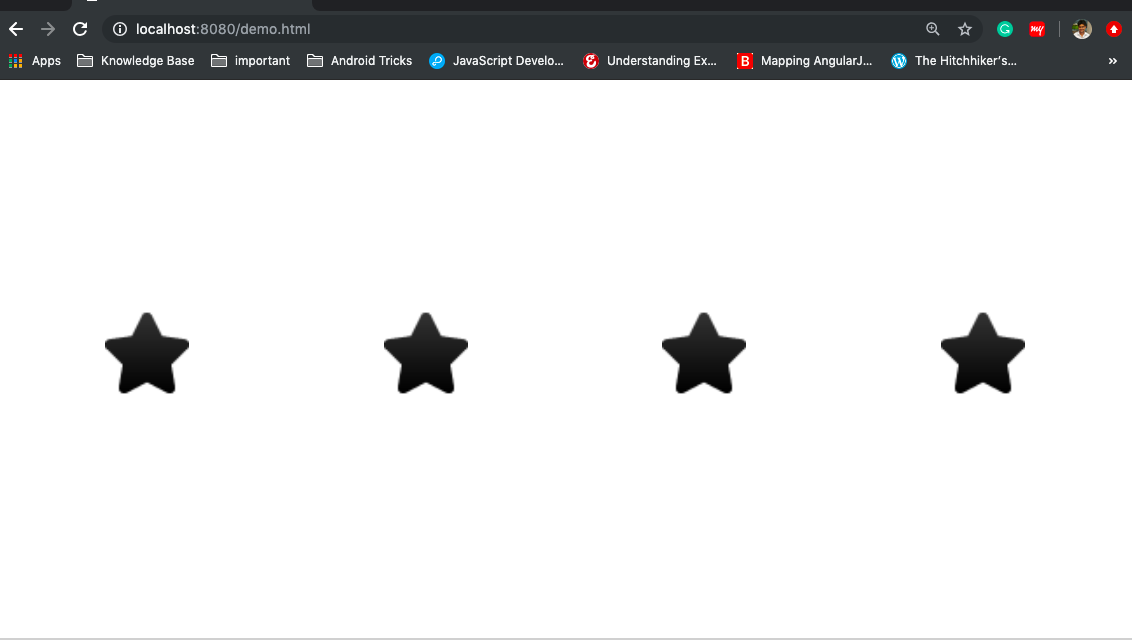 localhost:8080/demo.html
Apps Knowledge Base important Android Tricks JavaScript Develo... Understanding Ex... B Mapping AngularJ... The Hitchhiker's... »